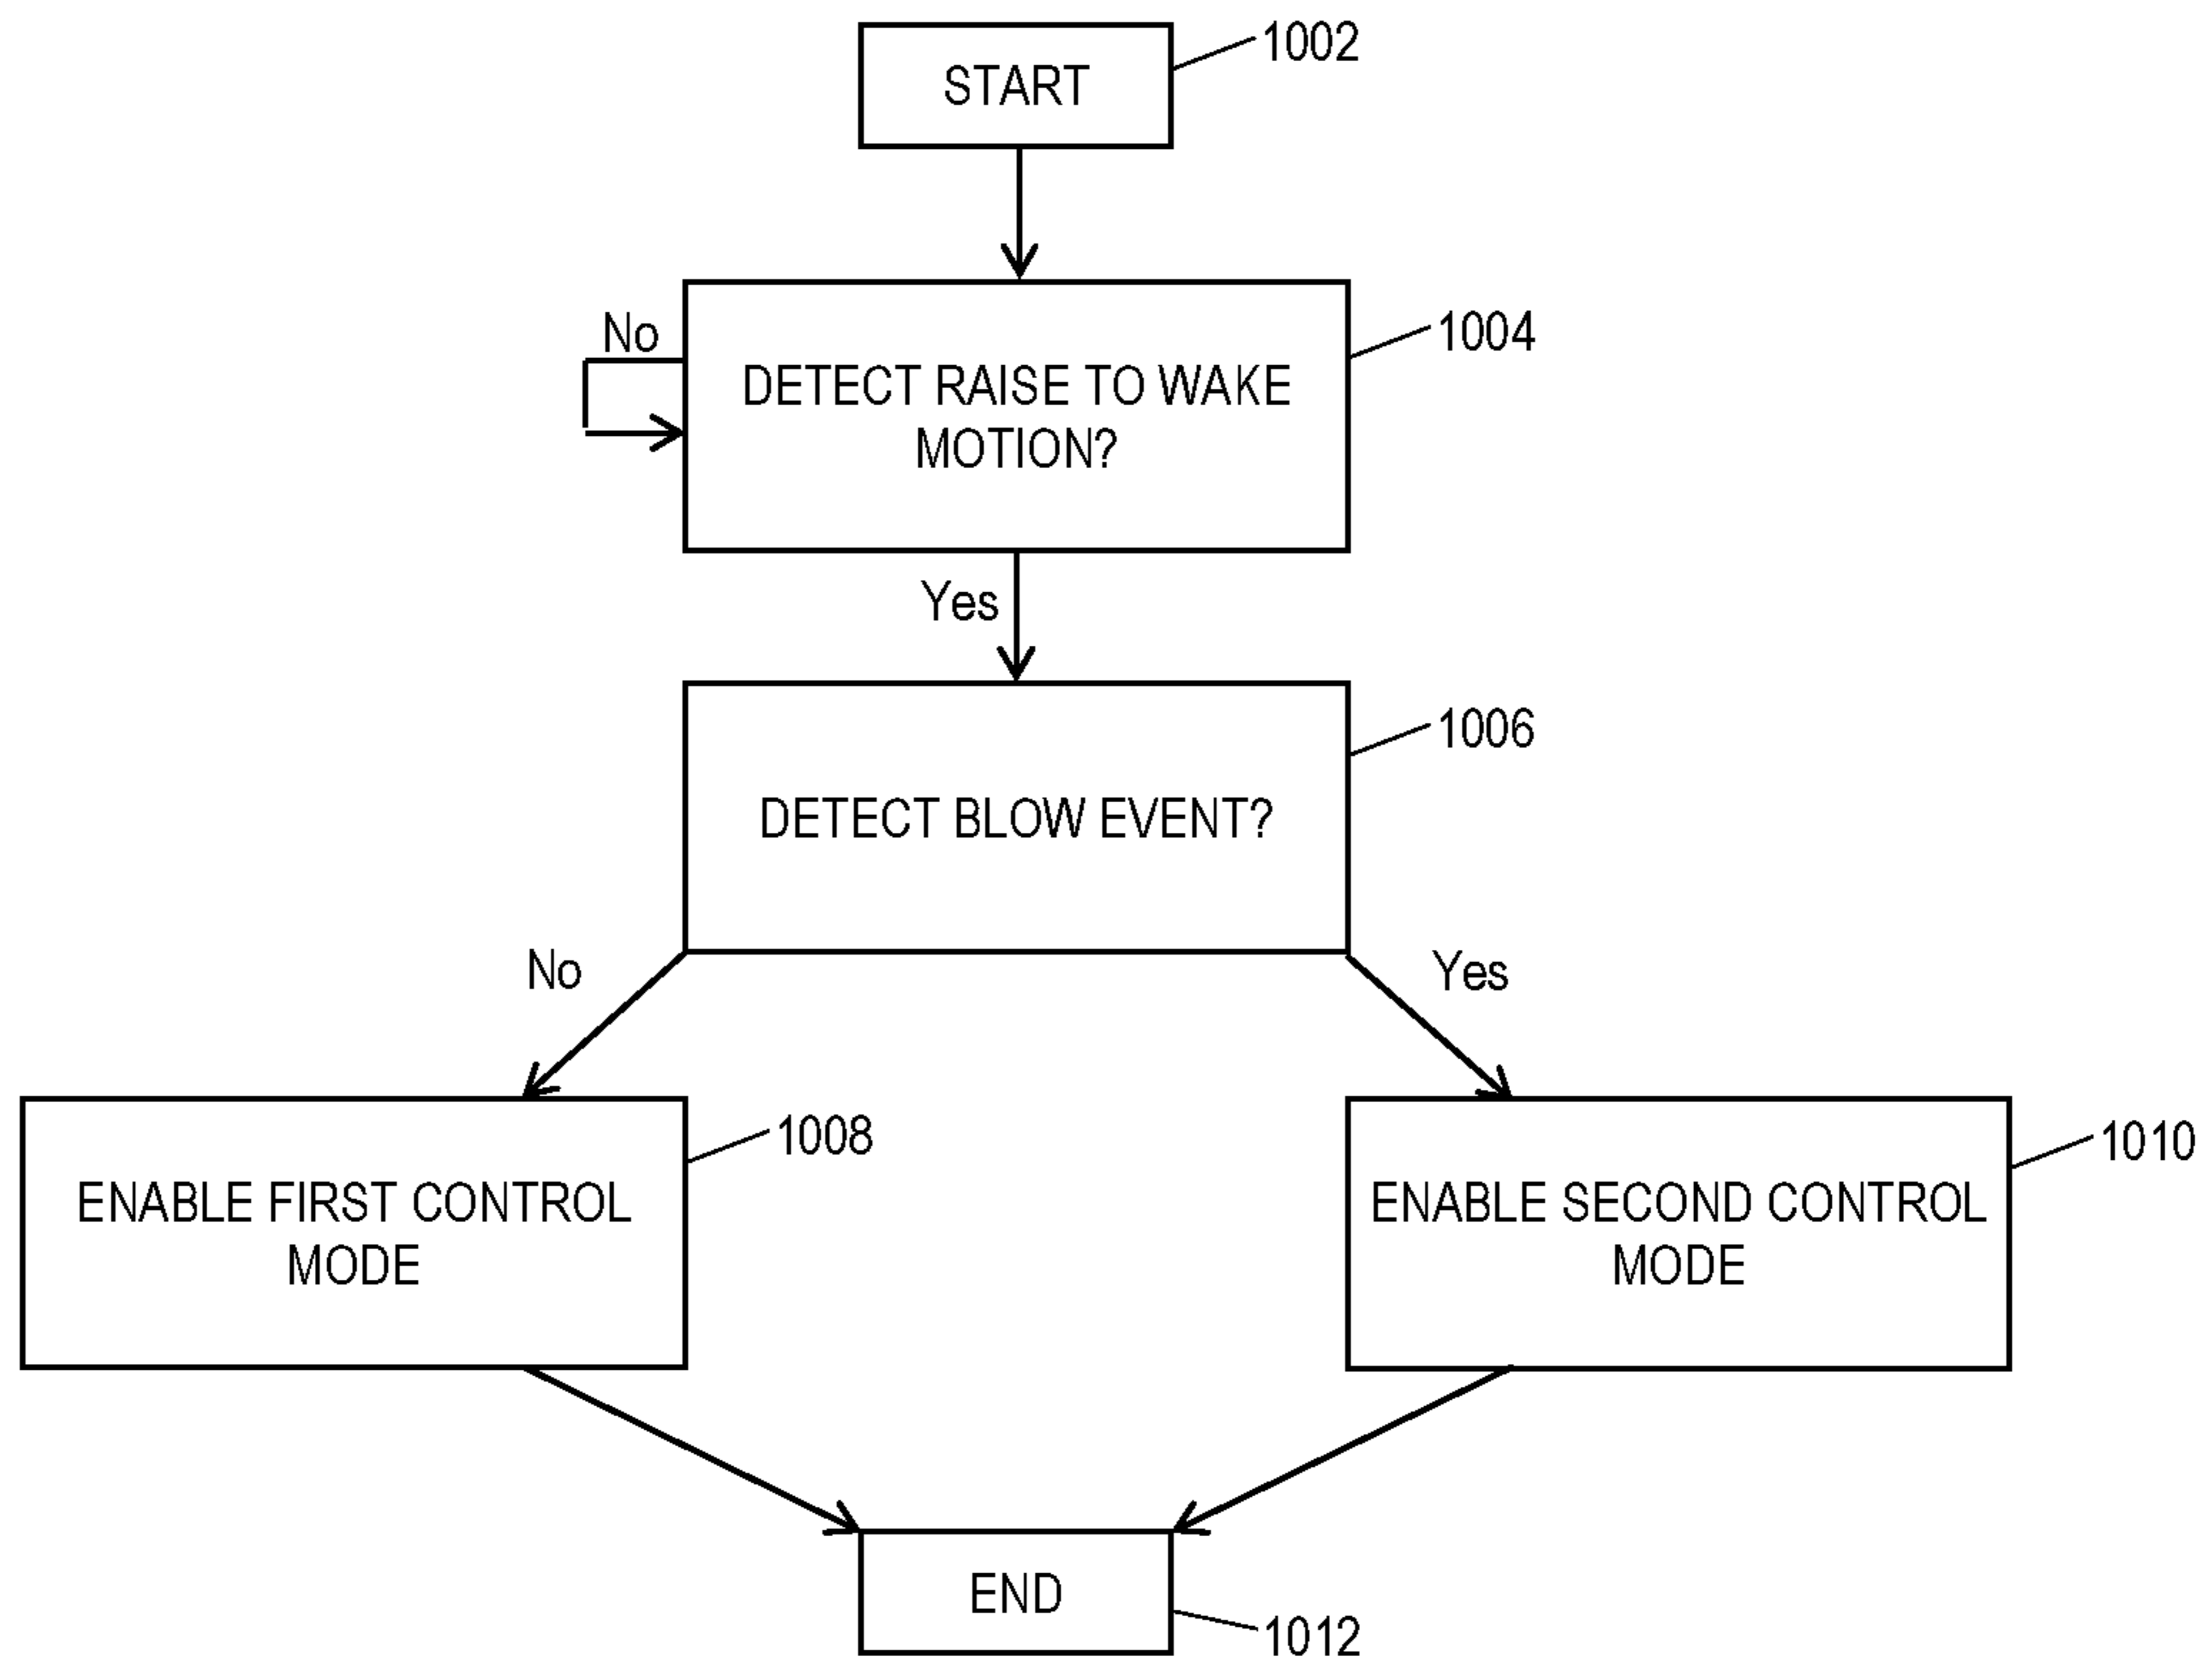 START
1002
No
DETECT RAISE TO WAKE
MOTION?
1004
Yes
DETECT BLOW EVENT?
1006
No
Yes
ENABLE FIRST CONTROL
MODE
1008
ENABLE SECOND CONTROL
MODE
1010
END
1012